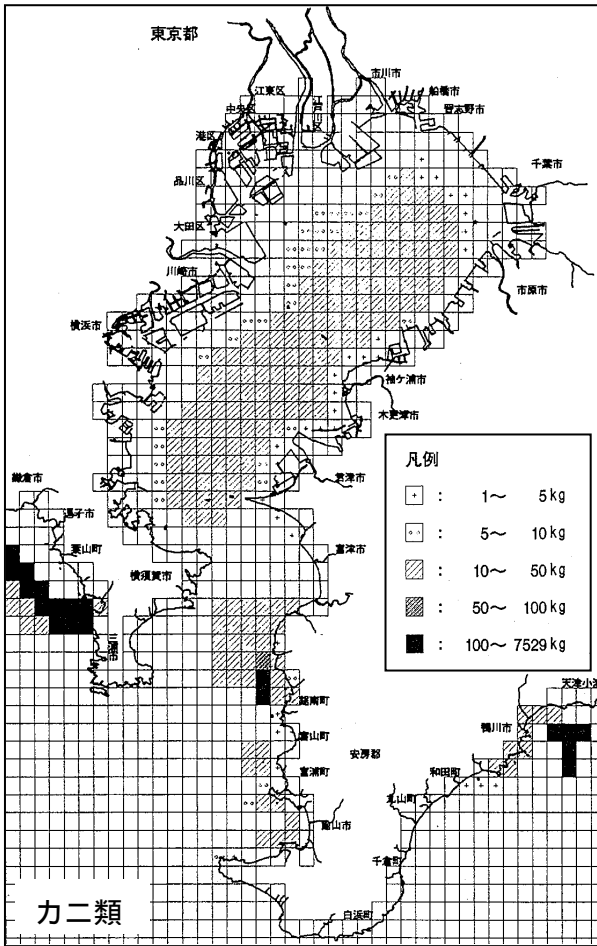 東京都
市川市
船橋市
江東区
江戸川区
習志野市
中央区
港区
千葉市
品川区
大田区
川崎市
市原市
横浜市
袖ケ浦市
木更津市
君津市
鎌倉市
逗子市
葉山町
横須賀市
富津市
三浦市
凡例
: 1～ 5kg
: 5～ 10kg
: 10～ 50kg
: 50～ 100kg
: 100～ 7529kg
天津小湊
鋸南町
鴨川市
富山町
安房郡
富浦町
和田町
丸山町
館山市
千倉町
白浜町
カニ類